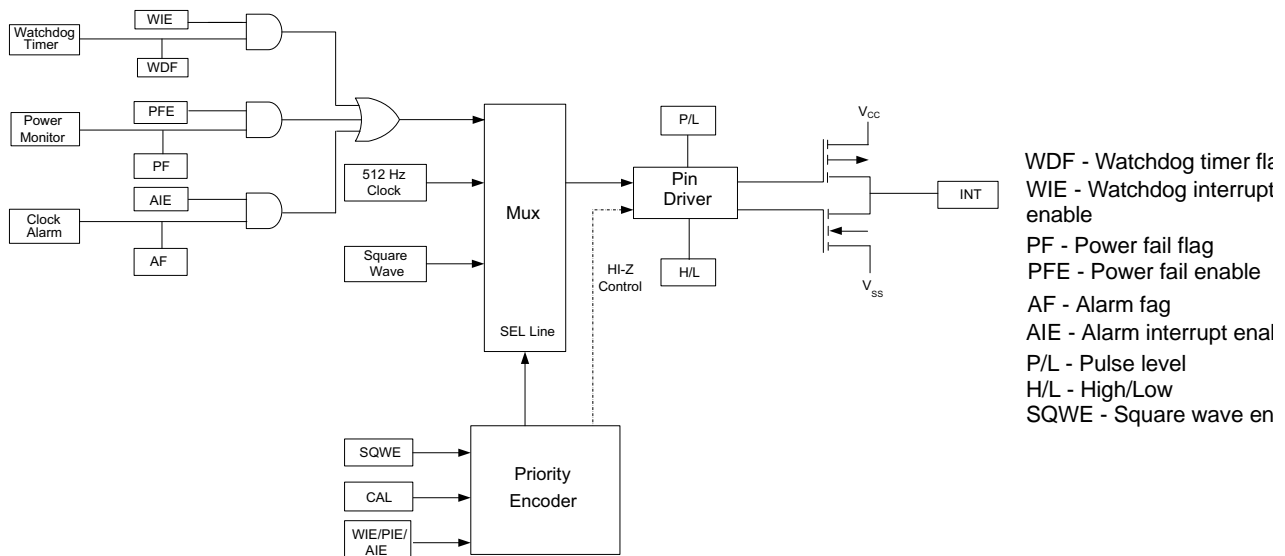 WIE
Watchdog
Timer
WDF
PFE
Power
Monitor
PF
AIE
Clock
Alarm
AF
512 Hz
Clock
Square
Wave
Mux
SEL Line
P/L
Pin
Driver
H/L
HI-Z
Control
VCC
VSS
INT
SQWE
CAL
WIE/PIE/
AIE
Priority
Encoder
WDF - Watchdog timer fla
WIE - Watchdog interrupt
enable
PF - Power fail flag
PFE - Power fail enable
AF - Alarm fag
AIE - Alarm interrupt enal
P/L - Pulse level
H/L - High/Low
SQWE - Square wave en